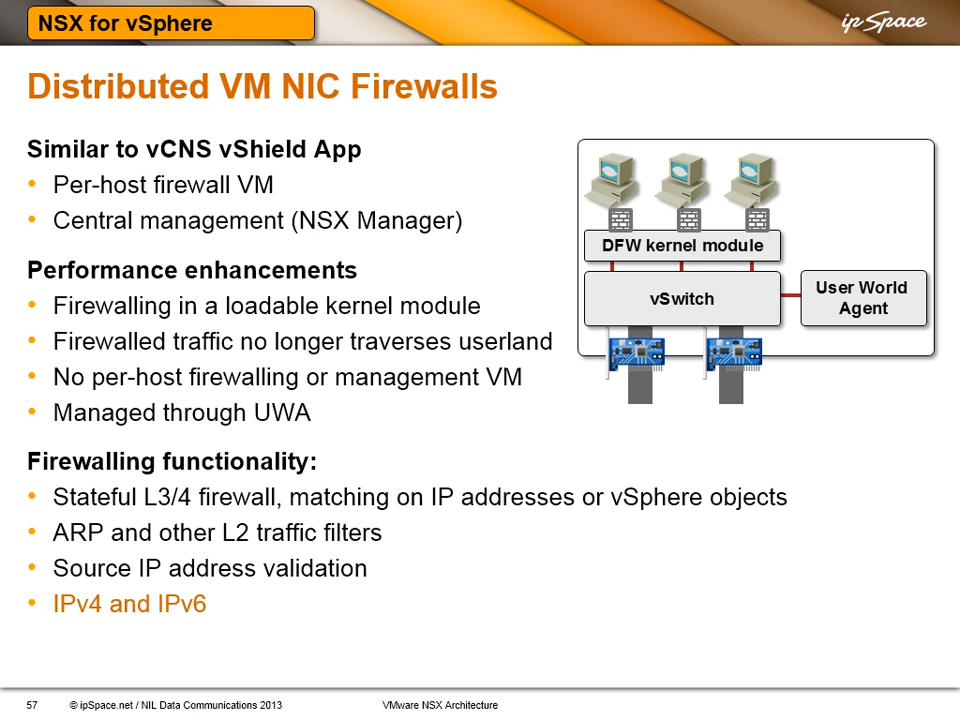 NSX for vSphere
ip Space
Distributed VM NIC Firewalls
Similar to vCNS vShield App
• Per-host firewall VM
• Central management (NSX Manager)
Performance enhancements
• Firewalling in a loadable kernel module
• Firewalled traffic no longer traverses userland
• No per-host firewalling or management VM
• Managed through UWA
Firewalling functionality:
• Stateful L3/4 firewall, matching on IP addresses or vSphere objects
• ARP and other L2 traffic filters
• Source IP address validation
• IPv4 and IPv6
DFW kernel module
vSwitch
User World
Agent
57 © ipSpace.net / NIL Data Communications 2013 VMware NSX Architecture